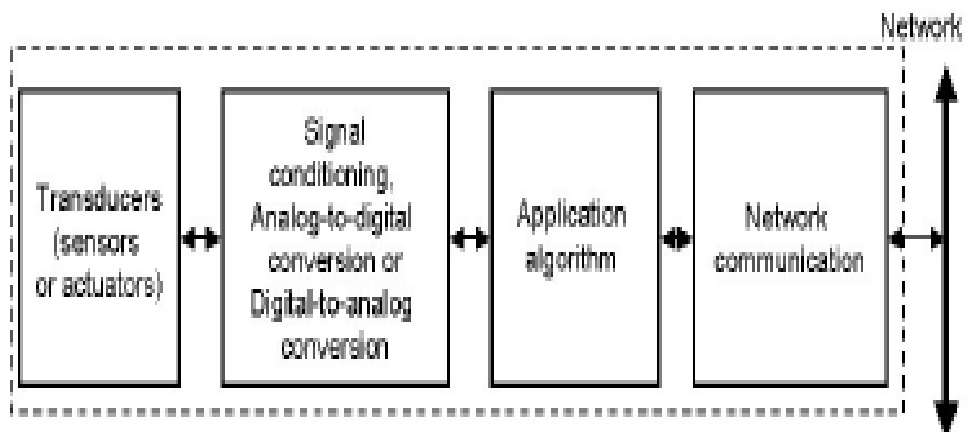 Network
Transducers
(sensors
or actuators)
Signal
conditioning,
Analog-to-digital
conversion or
Digital-to-analog
conversion
Application
algorithm
Network
communication